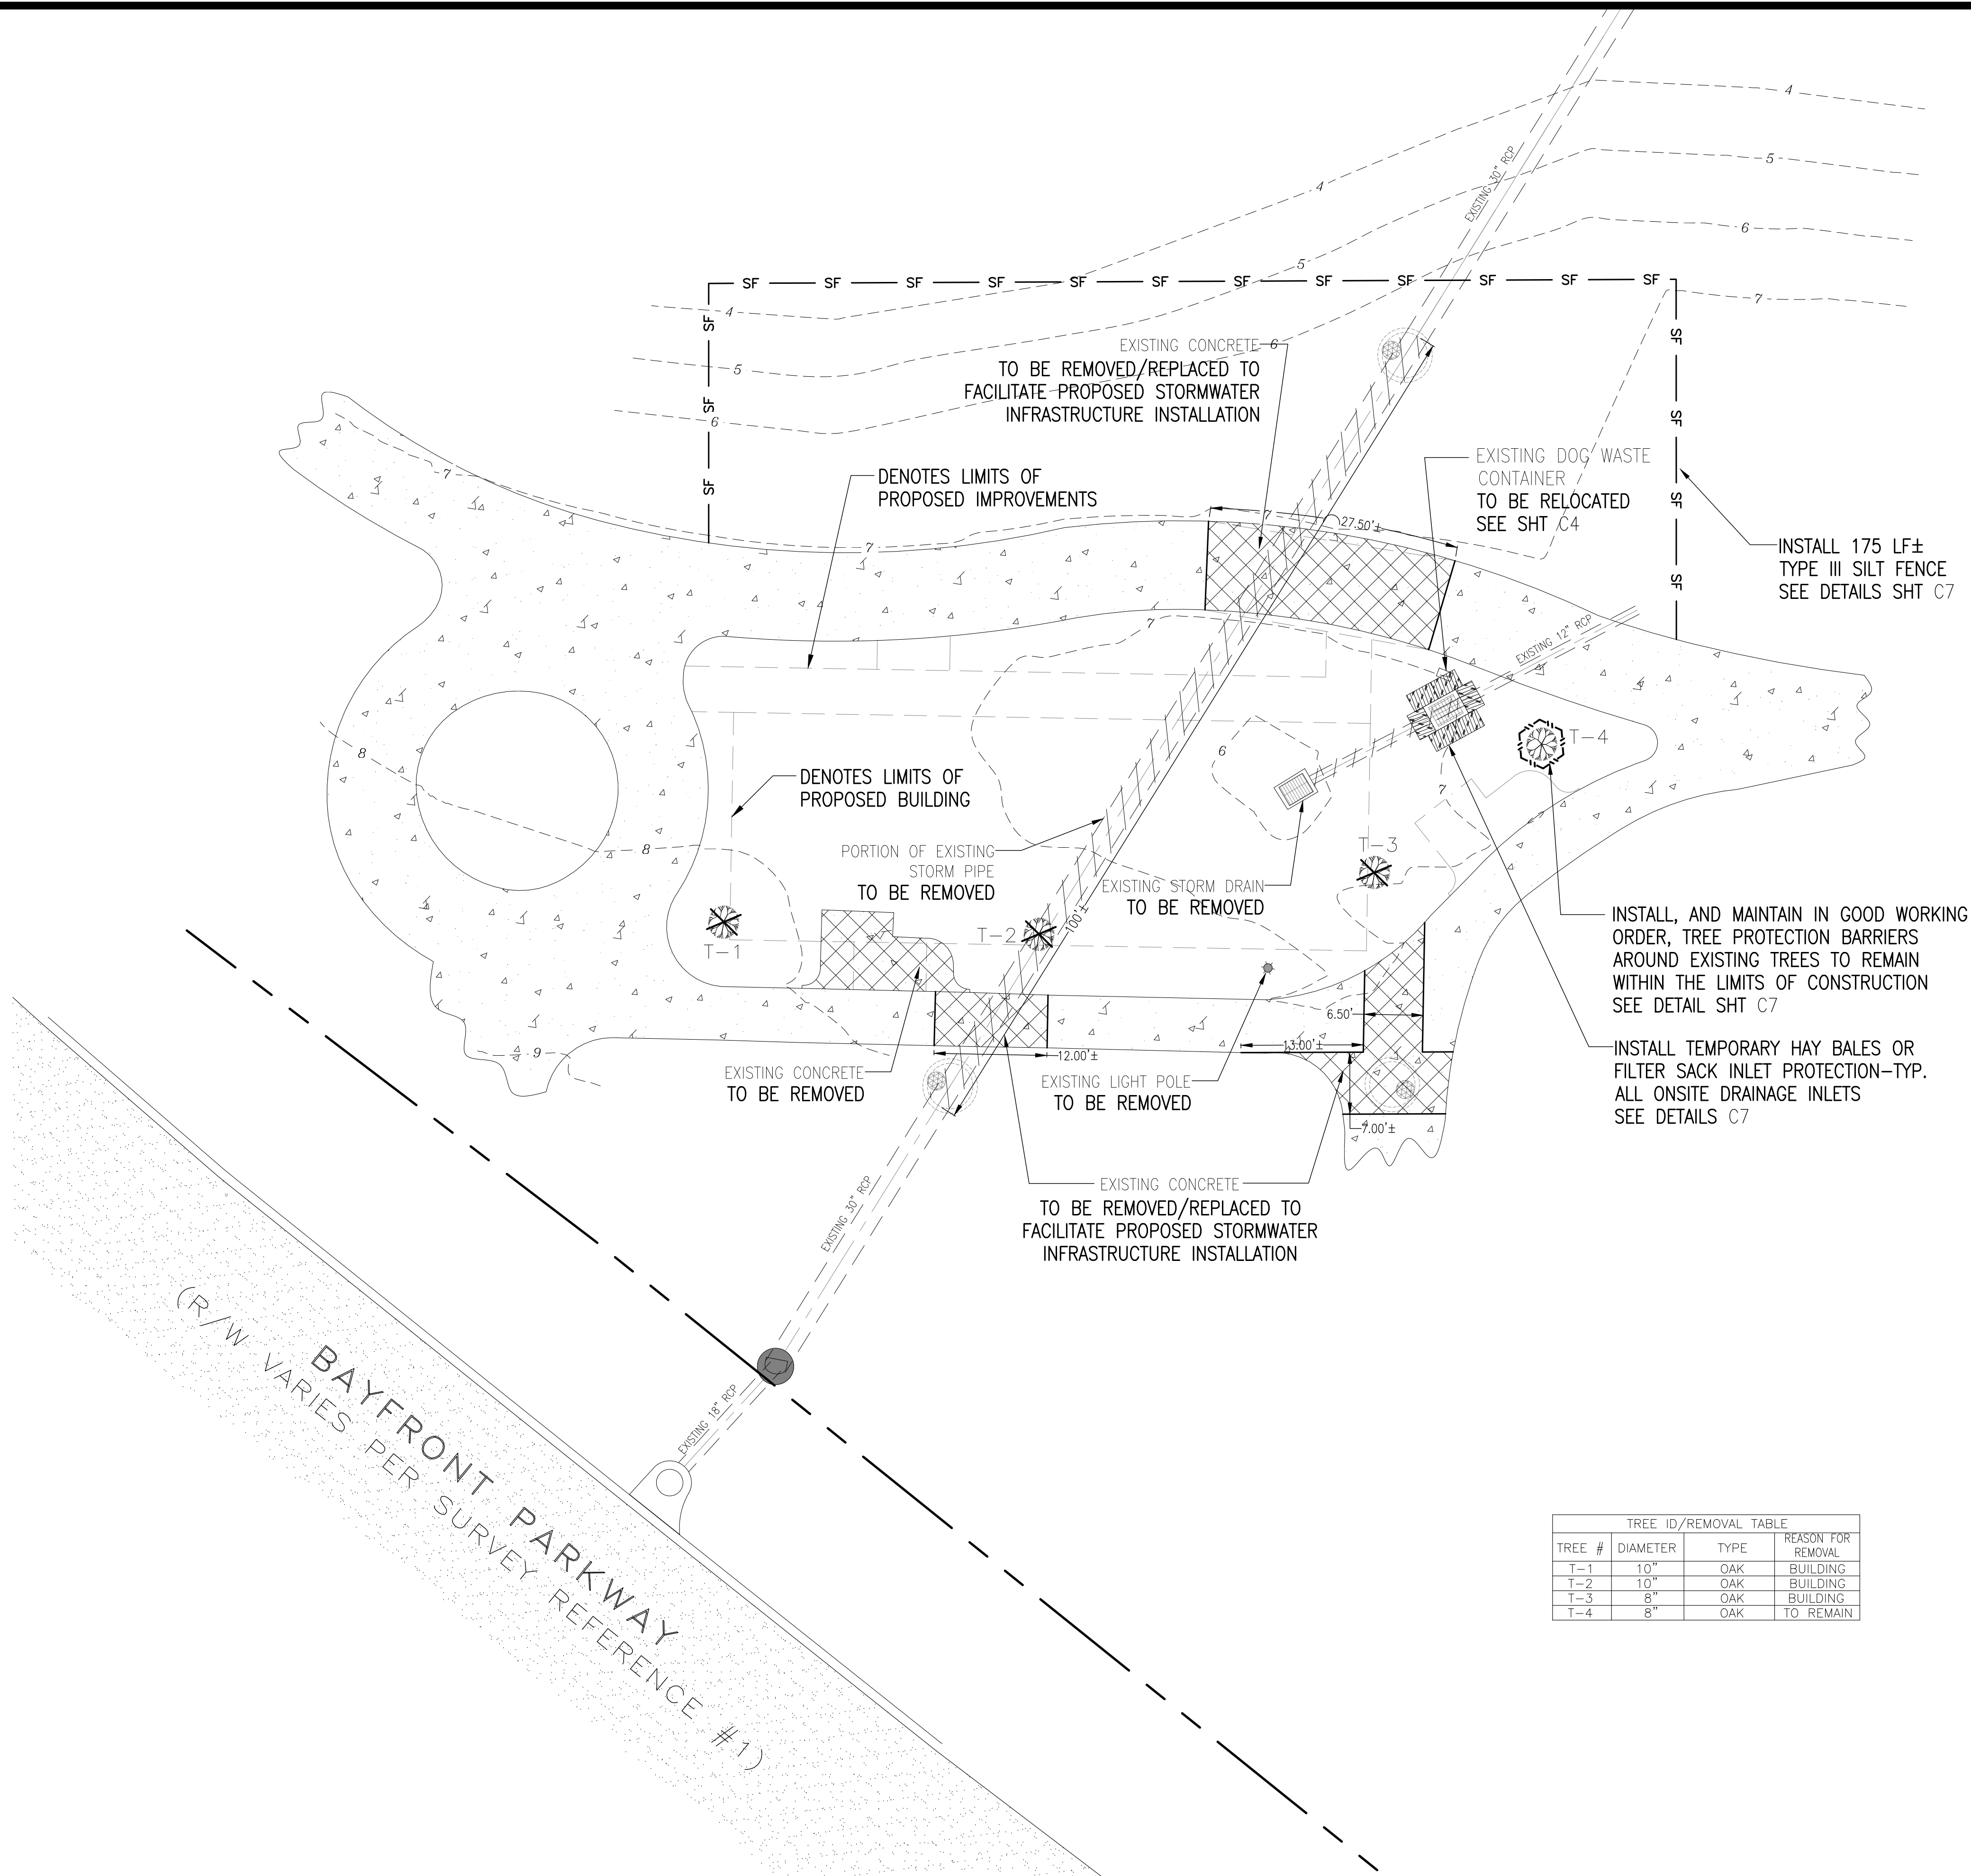 4
5
6
7
EXISTING 30" RCP
4
5
SF SF SF SF SF SF SF SF SF SF SF SF
4
5
6
7
SF
SF
SF
SF
SF
SF
SF
EXISTING CONCRETE
6
TO BE REMOVED/REPLACED TO
FACILITATE PROPOSED STORMWATER
INFRASTRUCTURE INSTALLATION
DENOTES LIMITS OF
PROPOSED IMPROVEMENTS
EXISTING DOG WASTE
CONTAINER
TO BE RELOCATED
SEE SHT C4
7
27.50'±
7
INSTALL 175 LF±
TYPE III SILT FENCE
SEE DETAILS SHT C7
7
EXISTING 12" RCP
T-4
6
7
8
8
DENOTES LIMITS OF
PROPOSED BUILDING
PORTION OF EXISTING
STORM PIPE
TO BE REMOVED
EXISTING STORM DRAIN
TO BE REMOVED
T-3
7
T-1
7
T-2
100'±
7
INSTALL, AND MAINTAIN IN GOOD WORKING
ORDER, TREE PROTECTION BARRIERS
AROUND EXISTING TREES TO REMAIN
WITHIN THE LIMITS OF CONSTRUCTION
SEE DETAIL SHT C7
6.50'
13.00'±
12.00'±
7.00'±
9
EXISTING CONCRETE
TO BE REMOVED
EXISTING LIGHT POLE
TO BE REMOVED
INSTALL TEMPORARY HAY BALES OR
FILTER SACK INLET PROTECTION-TYP.
ALL ONSITE DRAINAGE INLETS
SEE DETAILS C7
EXISTING CONCRETE
TO BE REMOVED/REPLACED TO
FACILITATE PROPOSED STORMWATER
INFRASTRUCTURE INSTALLATION
EXISTING 30" RCP
EXISTING 18" RCP
BAYFRONT PARKWAY
(R/W VARIES PER SURVEY REFERENCE #1)
TREE ID/REMOVAL TABLE
TREE # DIAMETER TYPE REASON FOR REMOVAL
T-1 10" OAK BUILDING
T-2 10" OAK BUILDING
T-3 8" OAK BUILDING
T-4 8" OAK TO REMAIN